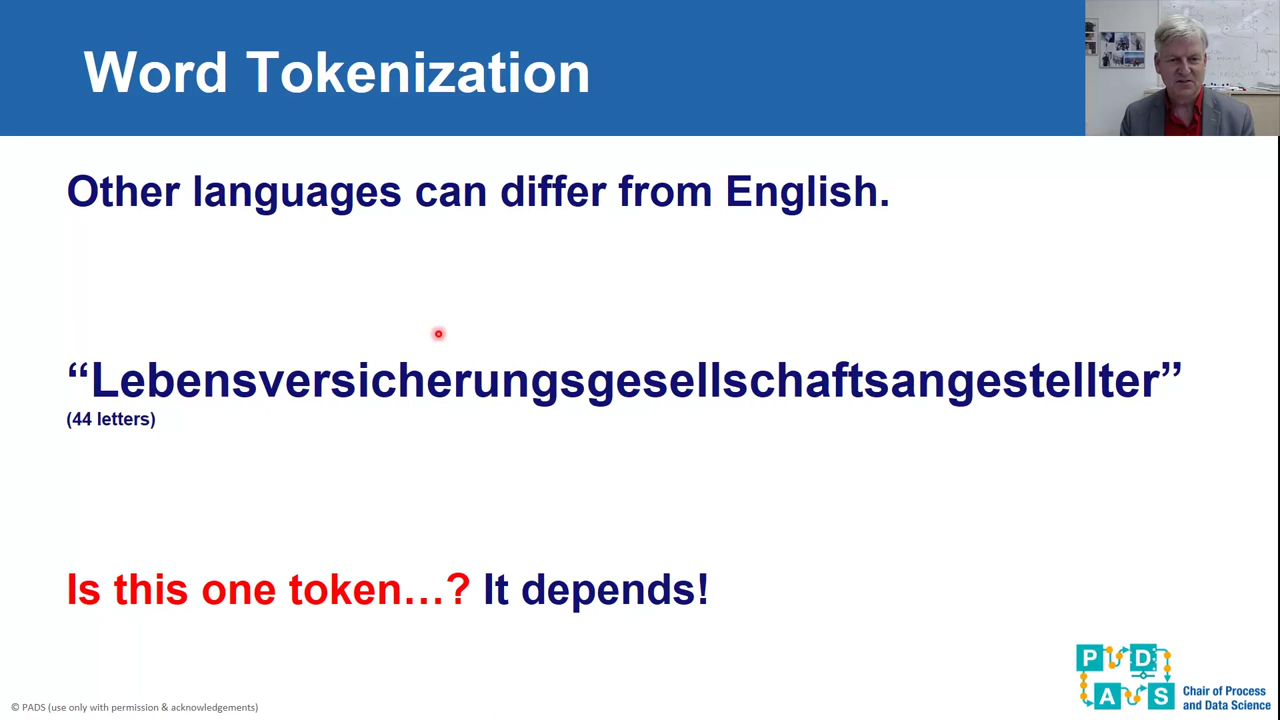 Word Tokenization
Other languages can differ from English.
“Lebensversicherungsgesellschaftsangestellter”
(44 letters)
Is this one token…? It depends!
P D
A S
Chair of Process
and Data Science
© PADS (use only with permission & acknowledgements)